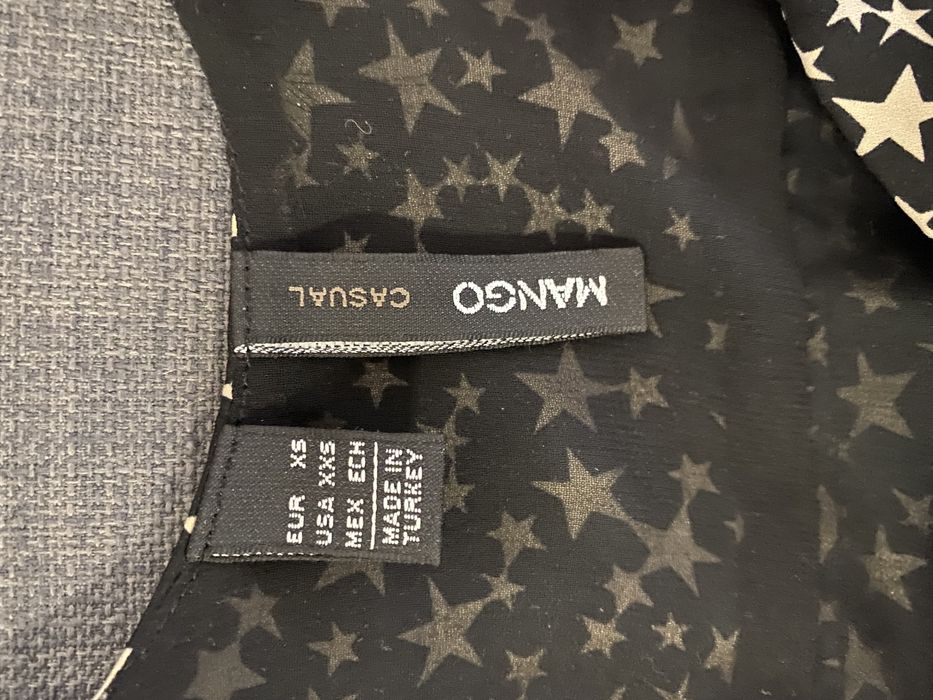 MANGO
CASUAL
EUR XS
USA XXS
MEX ECH
MADE IN
TURKEY